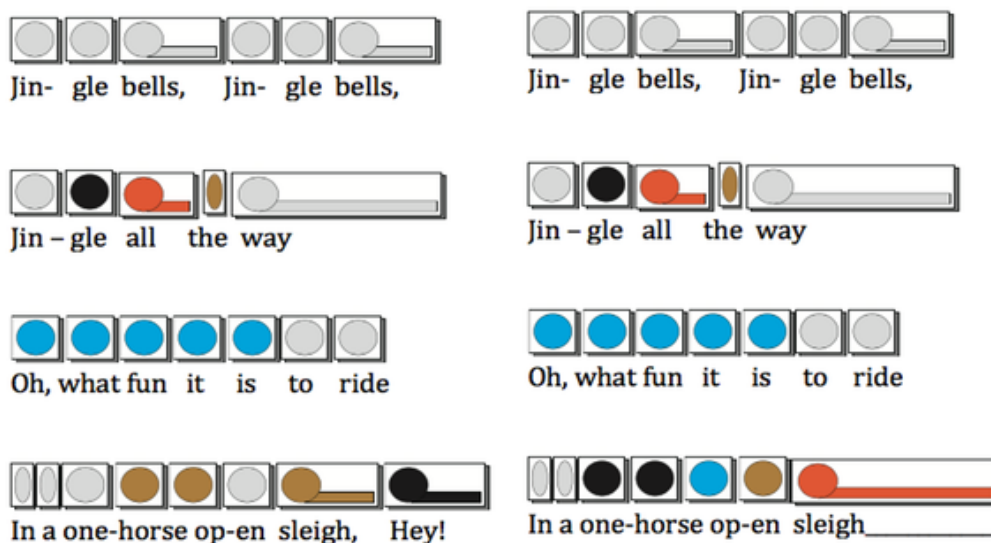 Jin- gle bells, Jin- gle bells,
Jin – gle all the way
Oh, what fun it is to ride
In a one-horse op-en sleigh, Hey!
Jin- gle bells, Jin- gle bells,
Jin – gle all the way
Oh, what fun it is to ride
In a one-horse op-en sleigh__________